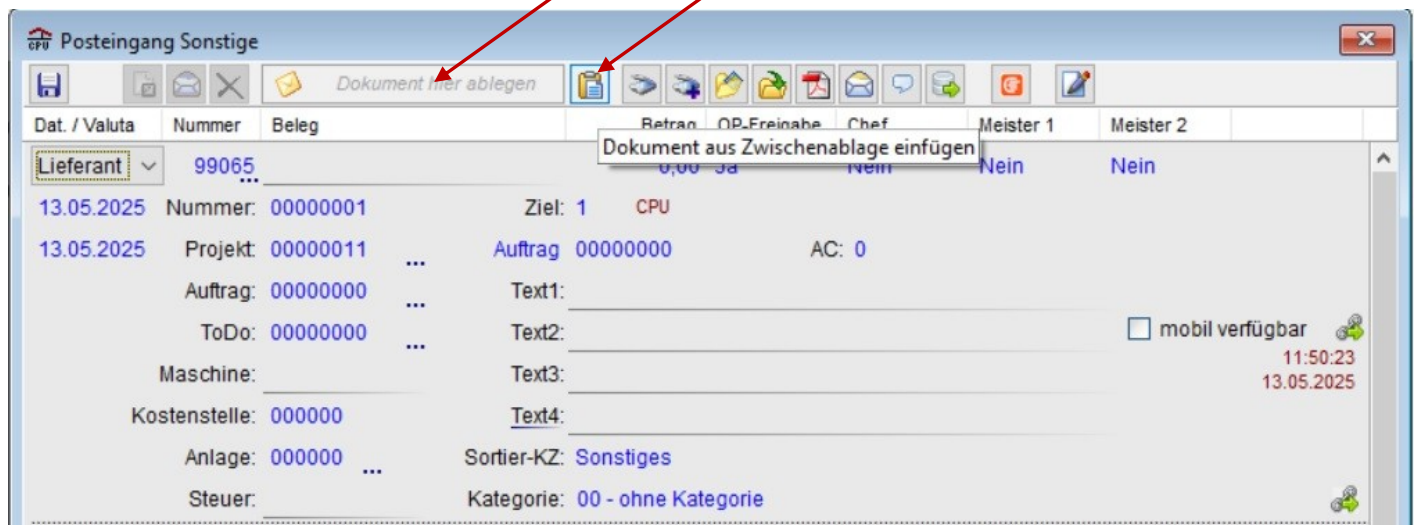 CPU Posteingang Sonstige
Dokument hier ablegen
Dat. / Valuta Nummer Beleg Betrag OP-Freigabe Chef Meister 1 Meister 2
Dokument aus Zwischenablage einfügen
Lieferant 99065 ... 0,00 Ja Nein Nein Nein
13.05.2025 Nummer: 00000001 Ziel: 1 CPU
13.05.2025 Projekt: 00000011 ... Auftrag 00000000 AC: 0
Auftrag: 00000000 ... Text1:
ToDo: 00000000 ... Text2: mobil verfügbar
11:50:23
Maschine: Text3:
13.05.2025
Kostenstelle: 000000 Text4:
Anlage: 000000 ... Sortier-KZ: Sonstiges
Steuer: Kategorie: 00 - ohne Kategorie